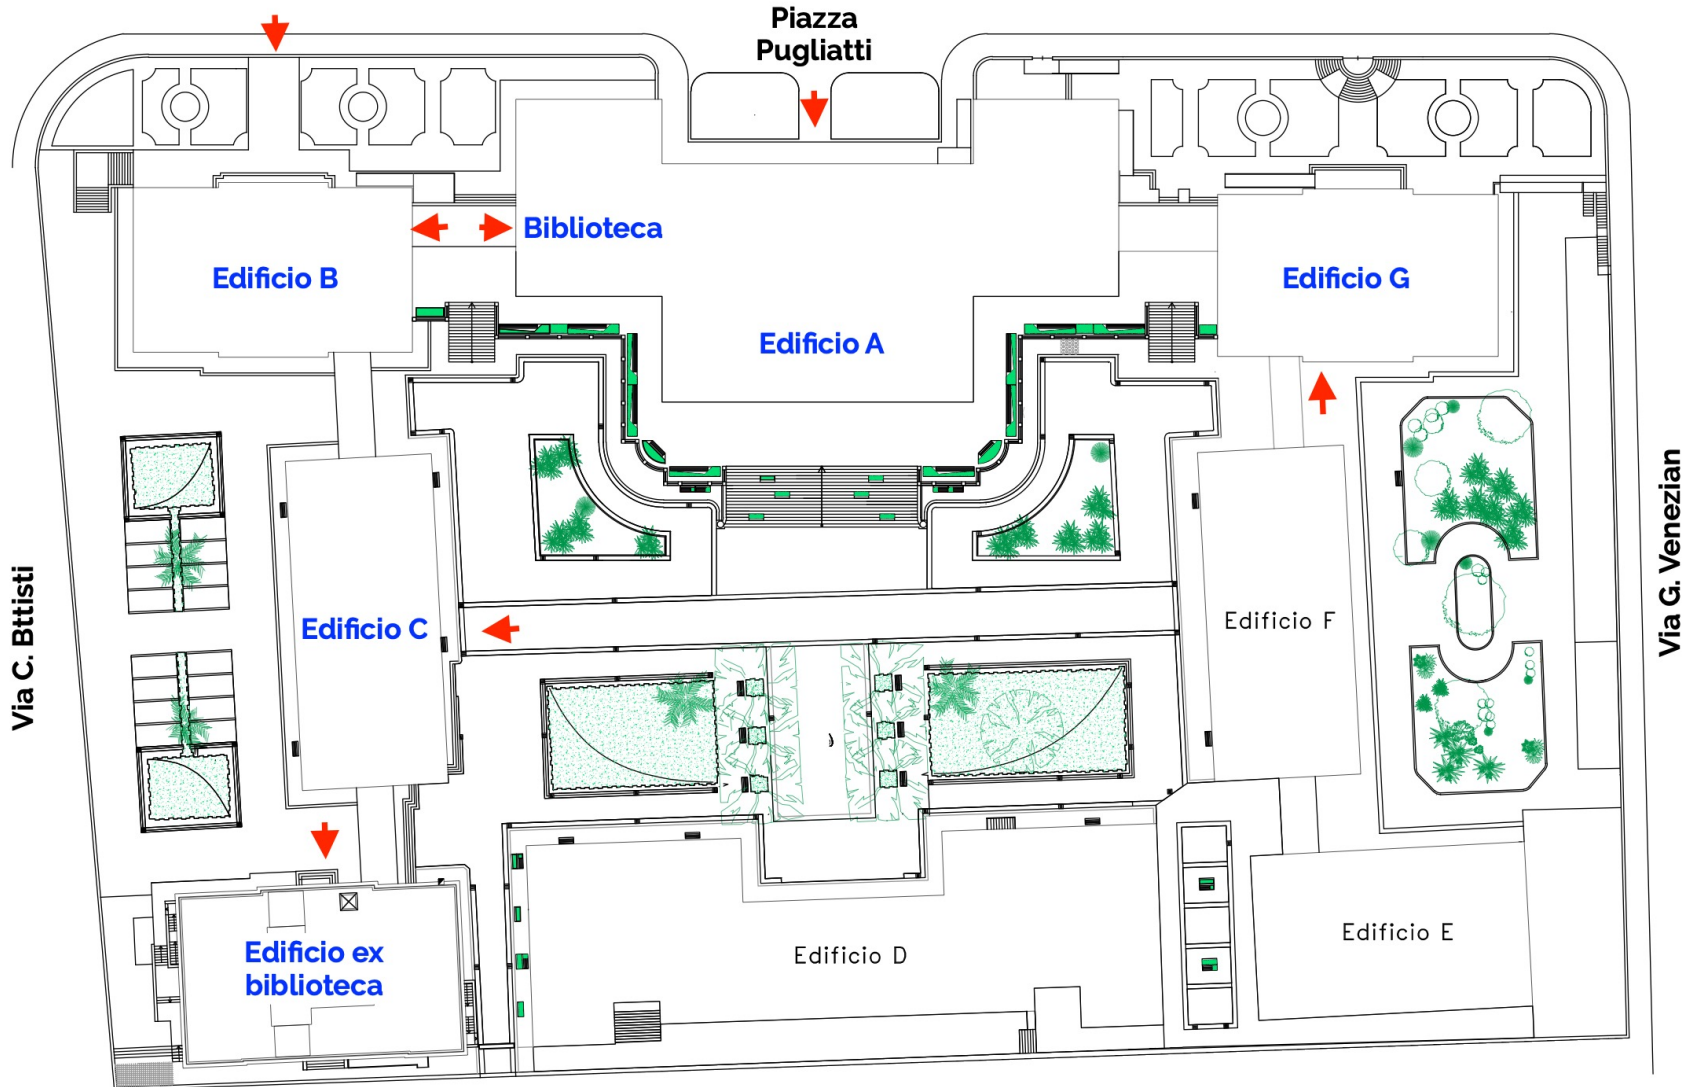 Piazza
Pugliatti
Biblioteca
Edificio B
Edificio G
Edificio A
Via C. Bttisti
Edificio C
Edificio F
Via G. Venezian
Edificio ex
biblioteca
Edificio D
Edificio E